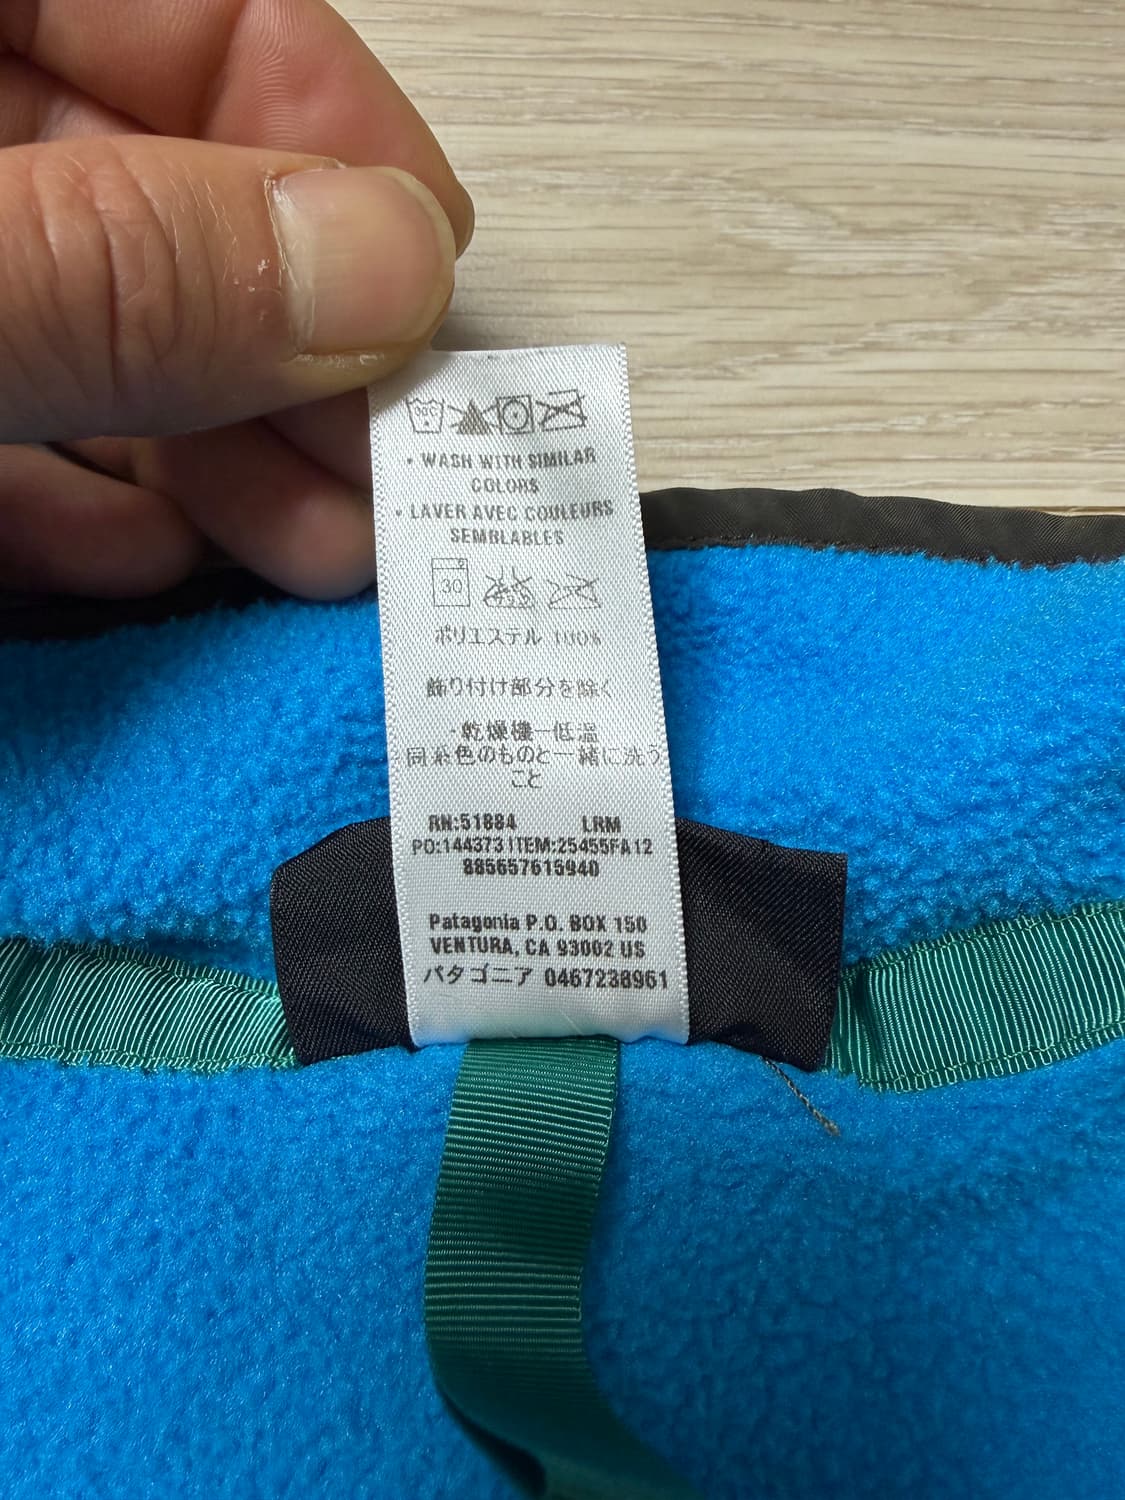 • WASH WITH SIMILAR
COLORS
• LAVER AVEC COULEURS
SEMBLABLES
30
ポリエステル 100%
飾り付け部分を除く
・乾燥機一低温
同系色のものと一緒に洗う
こと
RN:51884 LRM
PO:144373 ITEM:25455FA12
885657615940
Patagonia P.O. BOX 150
VENTURA, CA 93002 US
パタゴニア 0467238961